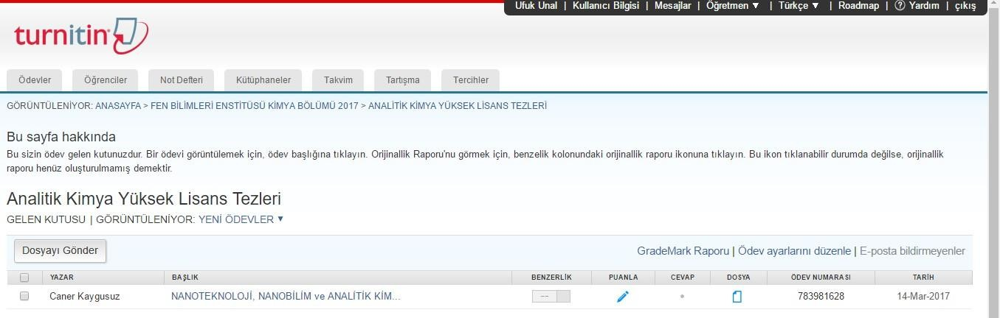 Ufuk Unal | Kullanıcı Bilgisi | Mesajlar | Öğretmen ▼ | Türkçe ▼ | Roadmap | ? Yardım | çıkış
turnitin
Ödevler Öğrenciler Not Defteri Kütüphaneler Takvim Tartışma Tercihler
GÖRÜNTÜLENİYOR: ANASAYFA > FEN BİLİMLERİ ENSTİTÜSÜ KİMYA BÖLÜMÜ 2017 > ANALİTİK KİMYA YÜKSEK LİSANS TEZLERİ
Bu sayfa hakkında
Bu sizin ödev gelen kutunuzdur. Bir ödevi görüntülemek için, ödev başlığına tıklayın. Orijinallik Raporu'nu görmek için, benzelik kolonundaki orijinallik raporu ikonuna tıklayın. Bu ikon tıklanabilir durumda değilse, orijinallik
raporu henüz oluşturulmamış demektir.
Analitik Kimya Yüksek Lisans Tezleri
GELEN KUTUSU | GÖRÜNTÜLENİYOR: YENİ ÖDEVLER ▼
Dosyayı Gönder GradeMark Raporu | Ödev ayarlarını düzenle | E-posta bildirmeyenler
YAZAR BAŞLIK BENZERLİK PUANLA CEVAP DOSYA ÖDEV NUMARASI TARİH
Caner Kaygusuz NANOTEKNOLOJİ, NANOBİLİM ve ANALİTİK KİM... -- 783981628 14-Mar-2017